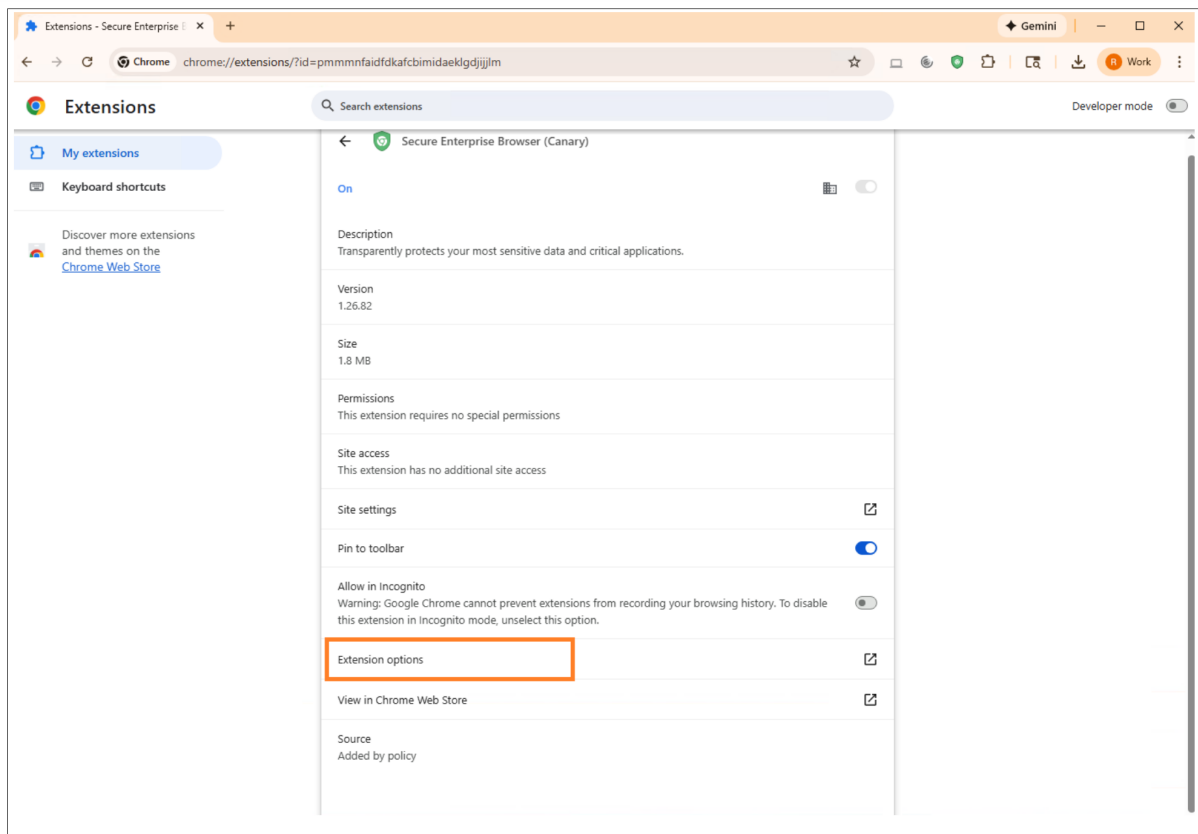 Extensions - Secure Enterprise B
Gemini
Chrome
chrome://extensions/?id=pmmmnfaidfdkafcbimidaeklgdjijjlm
R
Work
Extensions
Search extensions
Developer mode
My extensions
Keyboard shortcuts
Discover more extensions
and themes on the
Chrome Web Store
Secure Enterprise Browser (Canary)
On
Description
Transparently protects your most sensitive data and critical applications.
Version
1.26.82
Size
1.8 MB
Permissions
This extension requires no special permissions
Site access
This extension has no additional site access
Site settings
Pin to toolbar
Allow in Incognito
Warning: Google Chrome cannot prevent extensions from recording your browsing history. To disable
this extension in Incognito mode, unselect this option.
Extension options
View in Chrome Web Store
Source
Added by policy